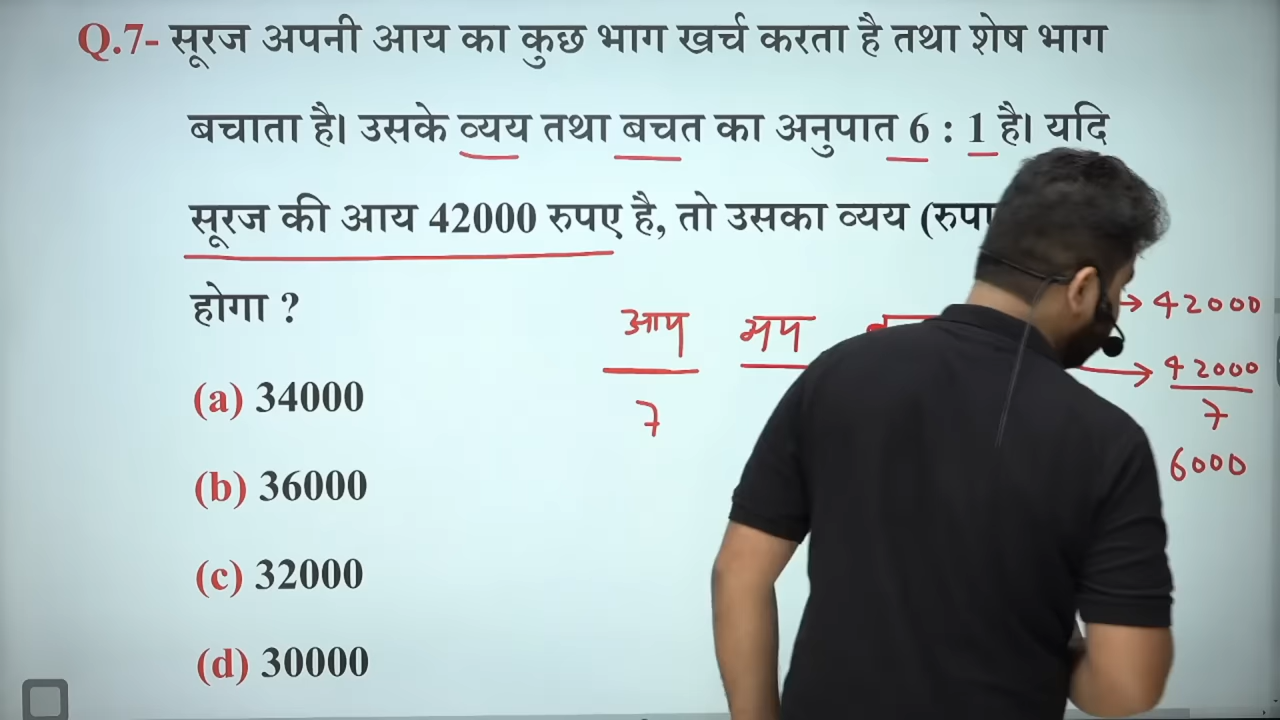 Q.7- सूरज अपनी आय का कुछ भाग खर्च करता है तथा शेष भाग
बचाता है। उसके व्यय तथा बचत का अनुपात 6 : 1 है। यदि
सूरज की आय 42000 रुपए है, तो उसका व्यय
होगा ?
(a) 34000
(b) 36000
(c) 32000
(d) 30000
आय
7
→ 42000
→ 42000
7
6000